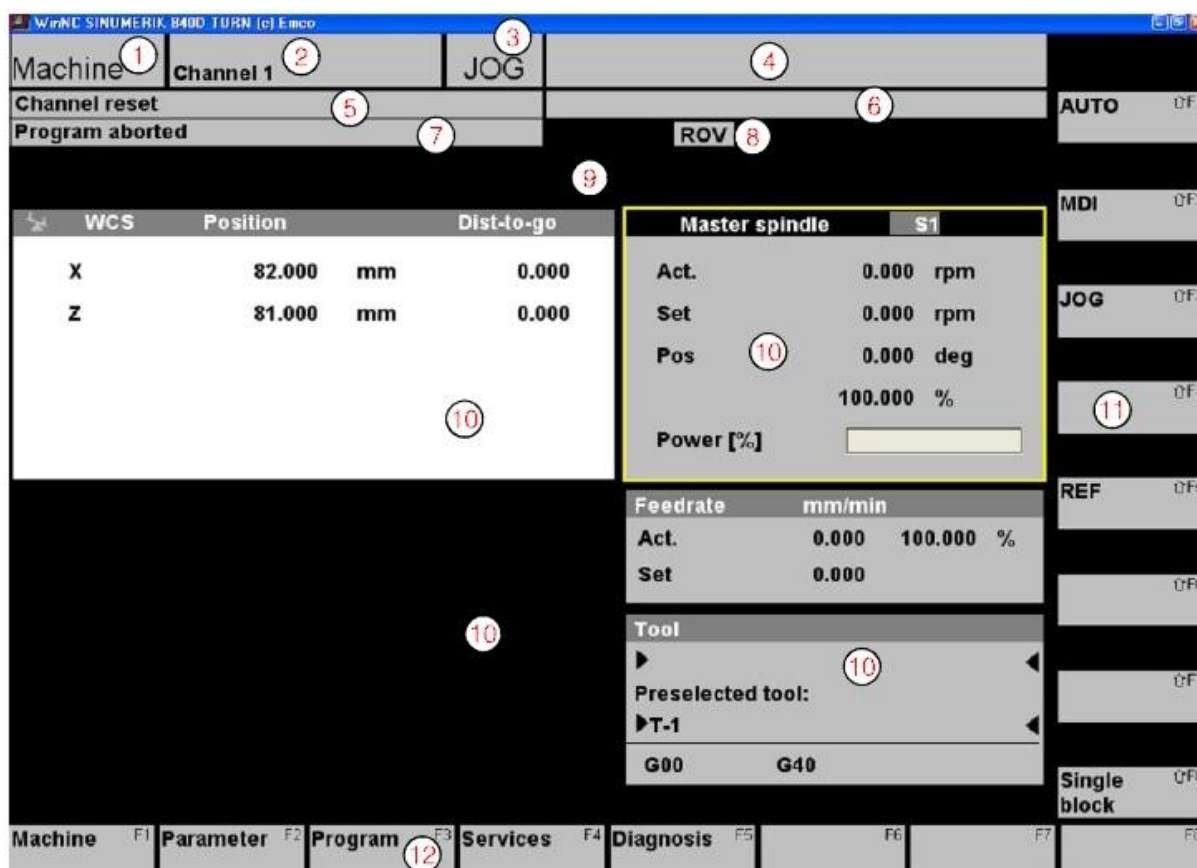 WinNC SINUMERIK 840D TURN (c) Emco
Machine 1 Channel 1 2 JOG 3 4
Channel reset 5 6
Program aborted 7 ROV 8
AUTO F
9
WCS Position Dist-to-go
X 82.000 mm 0.000
Z 81.000 mm 0.000
10
Master spindle S1
Act. 0.000 rpm
Set 0.000 rpm
Pos 10 0.000 deg
100.000 %
Power [%]
Feedrate mm/min
Act. 0.000 100.000 %
Set 0.000
10
Tool
10
Preselected tool:
T-1
G00 G40
MDI F
JOG F
11 F
REF F
F
F
Single F
block
Machine F1 Parameter F2 Program F3 Services F4 Diagnosis F5 F6 F7 F8
12